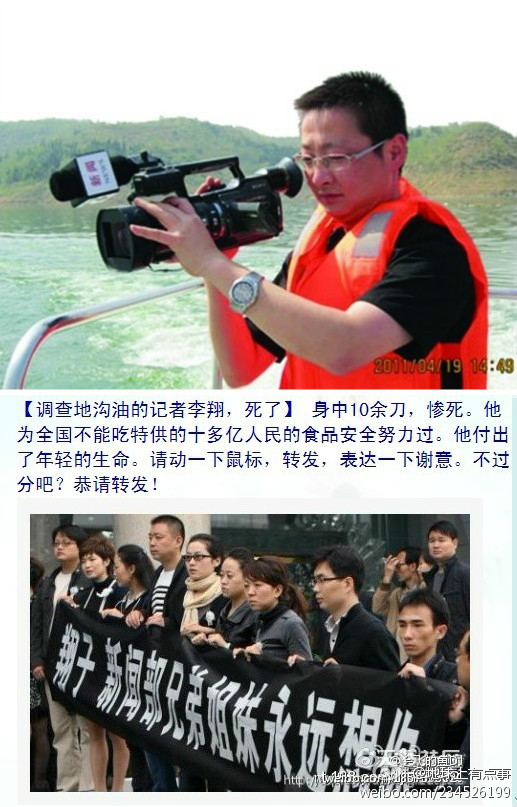 新闻
2011/04/19 14:49
【调查地沟油的记者李翔，死了】 身中10余刀，惨死。他
为全国不能吃特供的十多亿人民的食品安全努力过。他付出
了年轻的生命。请动一下鼠标，转发，表达一下谢意。不过
分吧？恭请转发！
翔子 新闻部兄弟姐妹永远想你
weibo.com/234526199